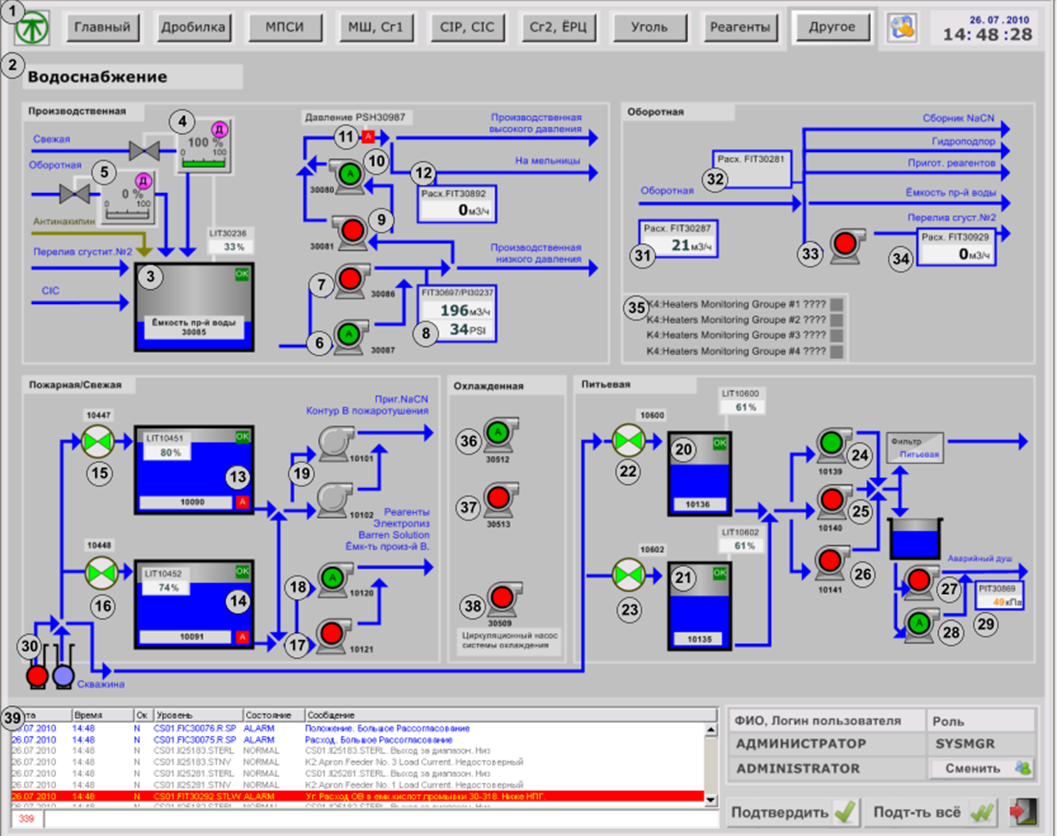 1
Главный
Дробилка
МПСИ
МШ, Сг1
CIP, CIC
Сг2, ЁРЦ
Уголь
Реагенты
Другое
26.07.2010
14:48:28
2
Водоснабжение
Производственная
Свежая
4
Д
100 %
0 100
Оборотная
5
Д
0 %
0 100
Антинакипин
Перелив сгустит.№2
LIT30236
33%
CIC
3
OK
Ёмкость пр-й воды
30085
Давление PSH30987
11
A
Производственная
высокого давления
10
A
30080
12
На мельницы
Расх.FIT30892
0м3/ч
9
30081
Производственная
низкого давления
7
30086
FIT30697/PI30237
196м3/ч
8
34PSI
6
A
30087
Оборотная
Сборник NaCN
Гидроподпор
Расх. FIT30281
32
Пригот. реагентов
Оборотная
Ёмкость пр-й воды
Расх. FIT30287
21м3/ч
31
Перелив сгуст.№2
33
34
Расх. FIT30929
0м3/ч
35
K4:Heaters Monitoring Groupe #1 ????
K4:Heaters Monitoring Groupe #2 ????
K4:Heaters Monitoring Groupe #3 ????
K4:Heaters Monitoring Groupe #4 ????
Пожарная/Свежая
10447
15
LIT10451
80%
OK
13
10090
A
19
10101
10102
Приг.NaCN
Контур В пожаротушения
Реагенты
Электролиз
Barren Solution
Ём-ть произ-й В.
10448
16
LIT10452
74%
OK
14
10091
A
18
A
10120
17
10121
30
Скважина
Охлажденная
36
A
30512
37
30513
38
30509
Циркуляционный насос
системы охлаждения
Питьевая
LIT10600
61%
10600
22
20
OK
10136
LIT10602
61%
10602
23
21
OK
10135
24
10139
25
10140
26
10141
Фильтр
Питьевая
Аварийный душ
27
PIT30869
49кПа
A
28
29
39
та
Время
Ок
Уровень
Состояние
Сообщение
26.07.2010 14:48 N CS01.FIC30076.R.SP ALARM Положение. Большое Рассогласование
26.07.2010 14:48 N CS01.FIC30075.R.SP ALARM Расход. Большое Рассогласование
26.07.2010 14:48 N CS01.II25183.STERL NORMAL CS01.II25183.STERL. Выход за диапазон. Низ
26.07.2010 14:48 N CS01.II25183.STNV NORMAL K2:Apron Feeder No. 3 Load Current. Недостоверный
26.07.2010 14:48 N CS01.II25281.STERL NORMAL CS01.II25281.STERL. Выход за диапазон. Низ
26.07.2010 14:48 N CS01.II25281.STNV NORMAL K2:Apron Feeder No. 1 Load Current. Недостоверный
26.07.2010 14:48 N CS01.FIT30292.STLW ALARM Уг. Расход ОВ в емк.кислот.промывки 30-318. Ниже НПГ.
339
ФИО, Логин пользователя
Роль
АДМИНИСТРАТОР
SYSMGR
ADMINISTRATOR
Сменить
Подтвердить
Подт-ть всё